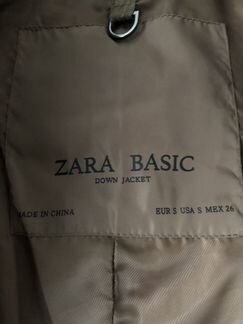 ZARA BASIC
DOWN JACKET
MADE IN CHINA EUR S USA S MEX 26